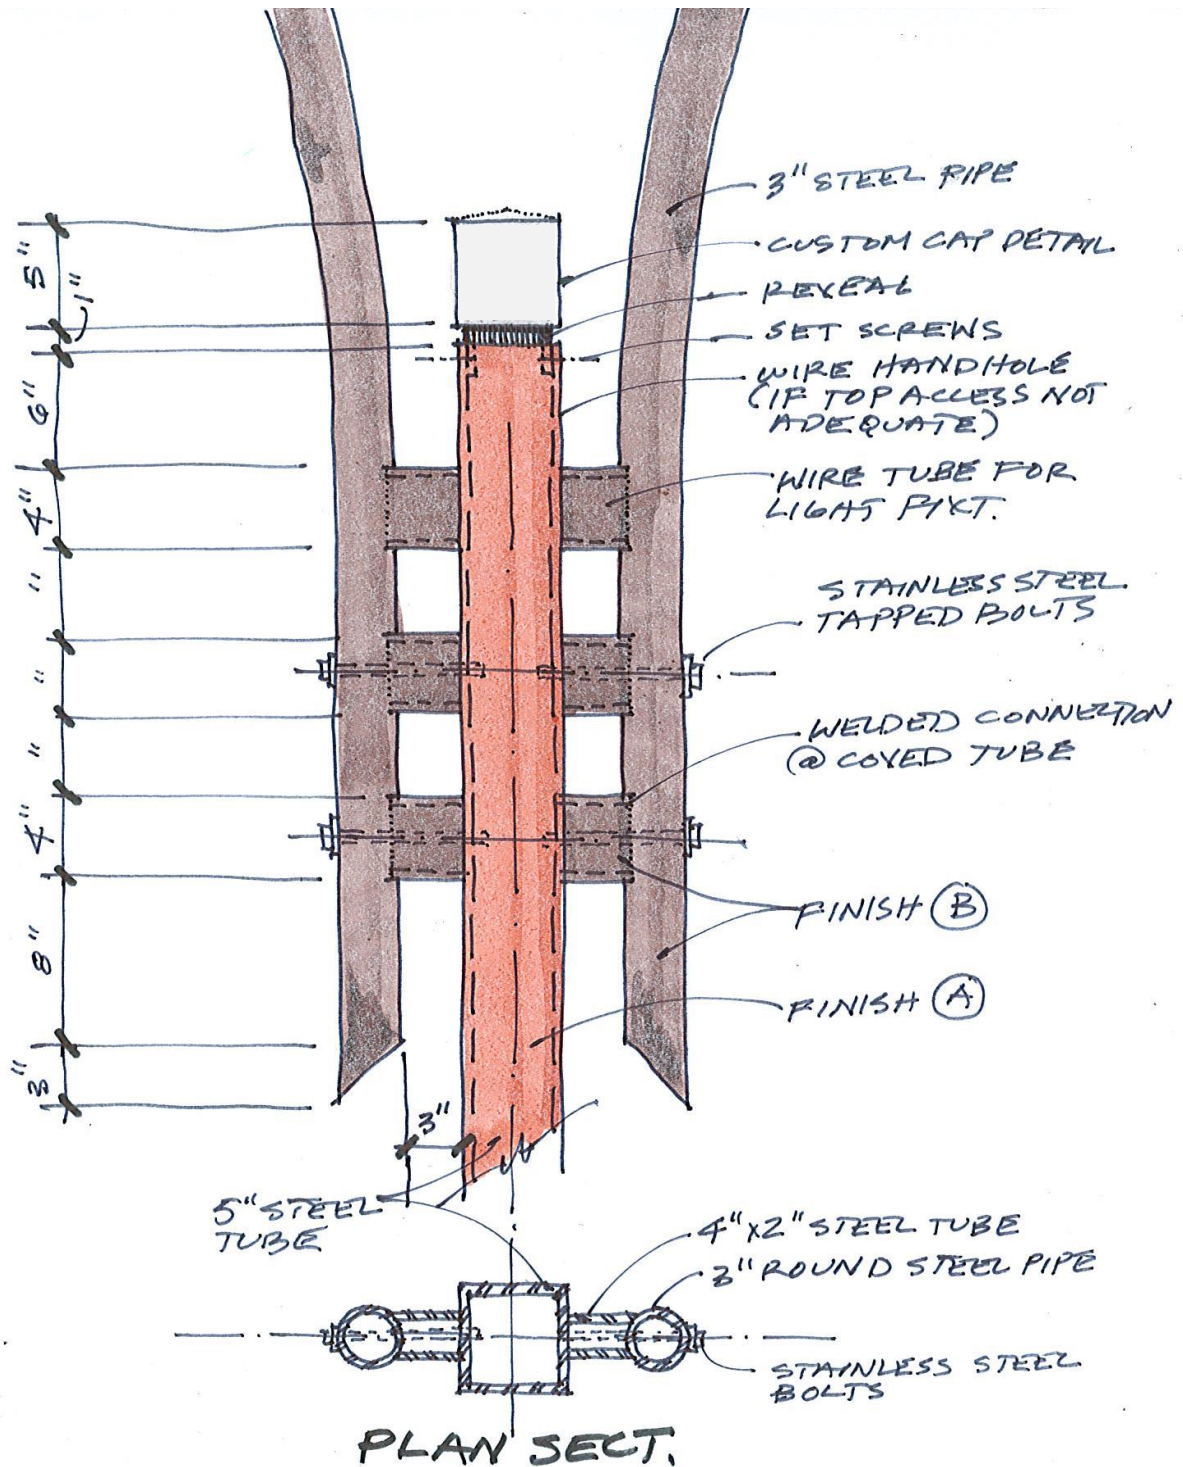 3" STEEL PIPE
CUSTOM CAP DETAIL
REVEAL
SET SCREWS
WIRE HANDHOLE
(IF TOP ACCESS NOT
ADEQUATE)
WIRE TUBE FOR
LIGHT FIXT.
STAINLESS STEEL
TAPPED BOLTS
WELDED CONNECTION
@ COVED TUBE
FINISH B
FINISH A
5"
1"
6"
4"
"
"
"
4"
8"
3"
3"
5" STEEL
TUBE
4"X2" STEEL TUBE
3" ROUND STEEL PIPE
STAINLESS STEEL
BOLTS
PLAN SECT.